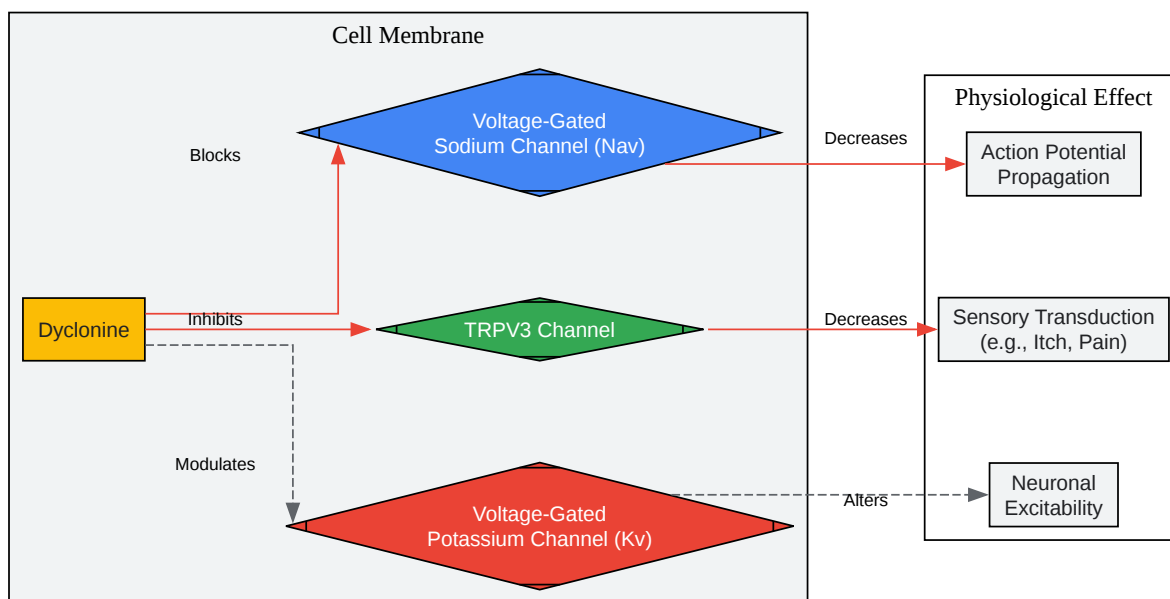 Cell Membrane
Physiological Effect
Blocks
Voltage-Gated
Sodium Channel (Nav)
Decreases
Action Potential
Propagation
Dyclonine
Inhibits
TRPV3 Channel
Decreases
Sensory Transduction
(e.g., Itch, Pain)
Modulates
Voltage-Gated
Potassium Channel (Kv)
Alters
Neuronal
Excitability